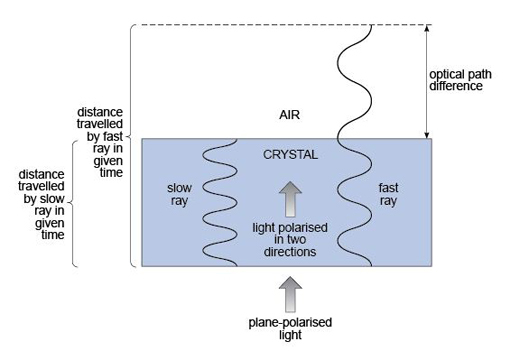 optical path
difference
AIR
distance
travelled
by fast
ray in
given
time
CRYSTAL
distance
travelled
by slow
ray in
given
time
slow
ray
fast
ray
light polarised
in two
directions
plane-polarised
light